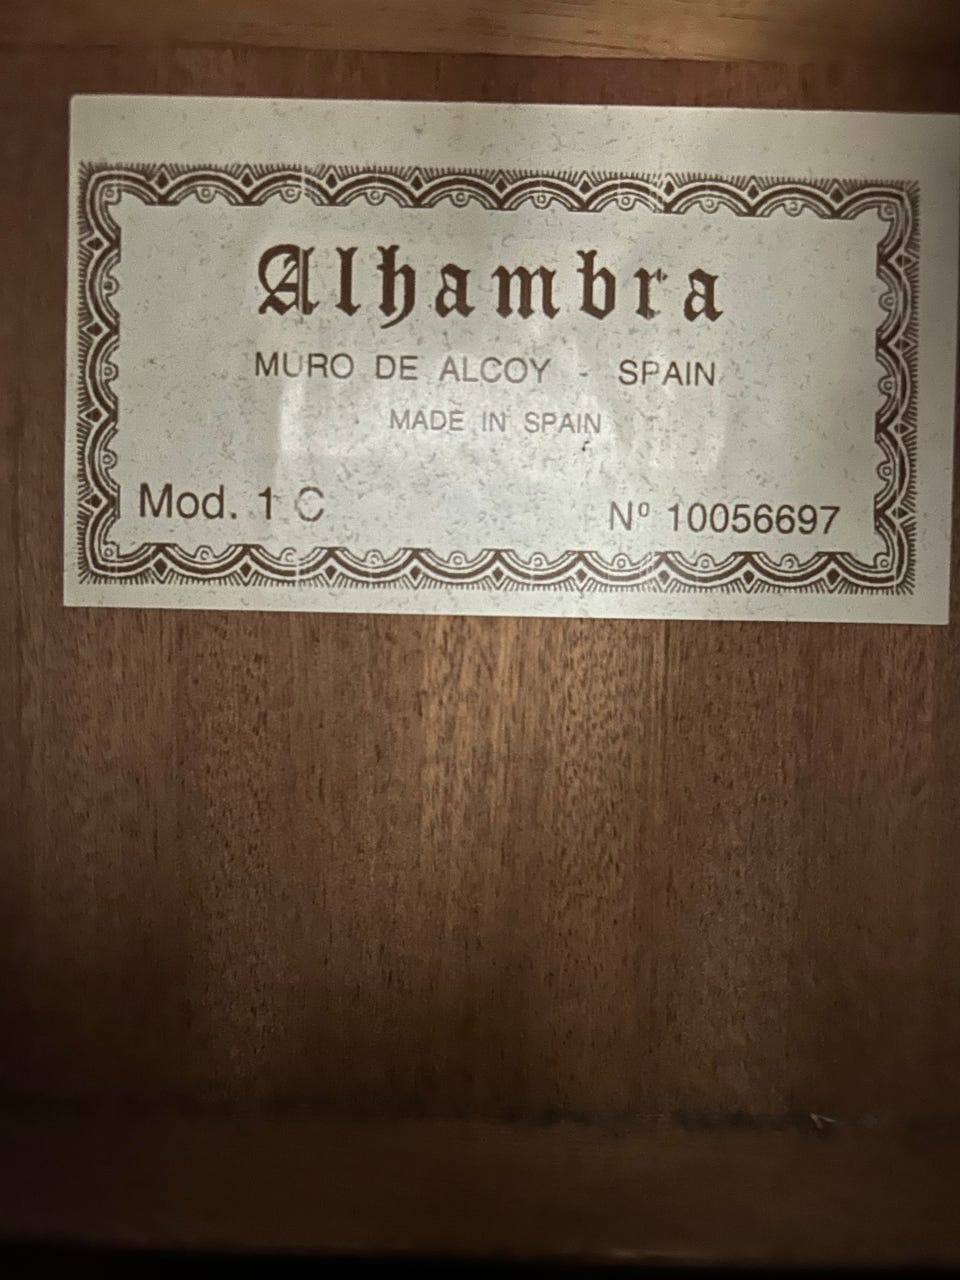 Alhambra
MURO DE ALCOY - SPAIN
MADE IN SPAIN
Mod. 1 C
Nº 10056697